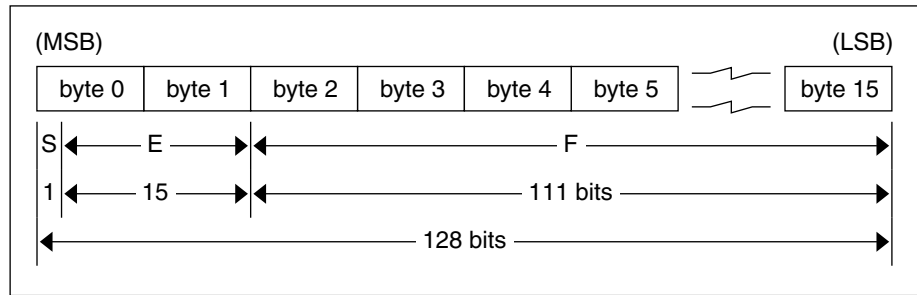 (MSB) (LSB)
byte 0 byte 1 byte 2 byte 3 byte 4 byte 5 byte 15
S E F
1 15 111 bits
128 bits